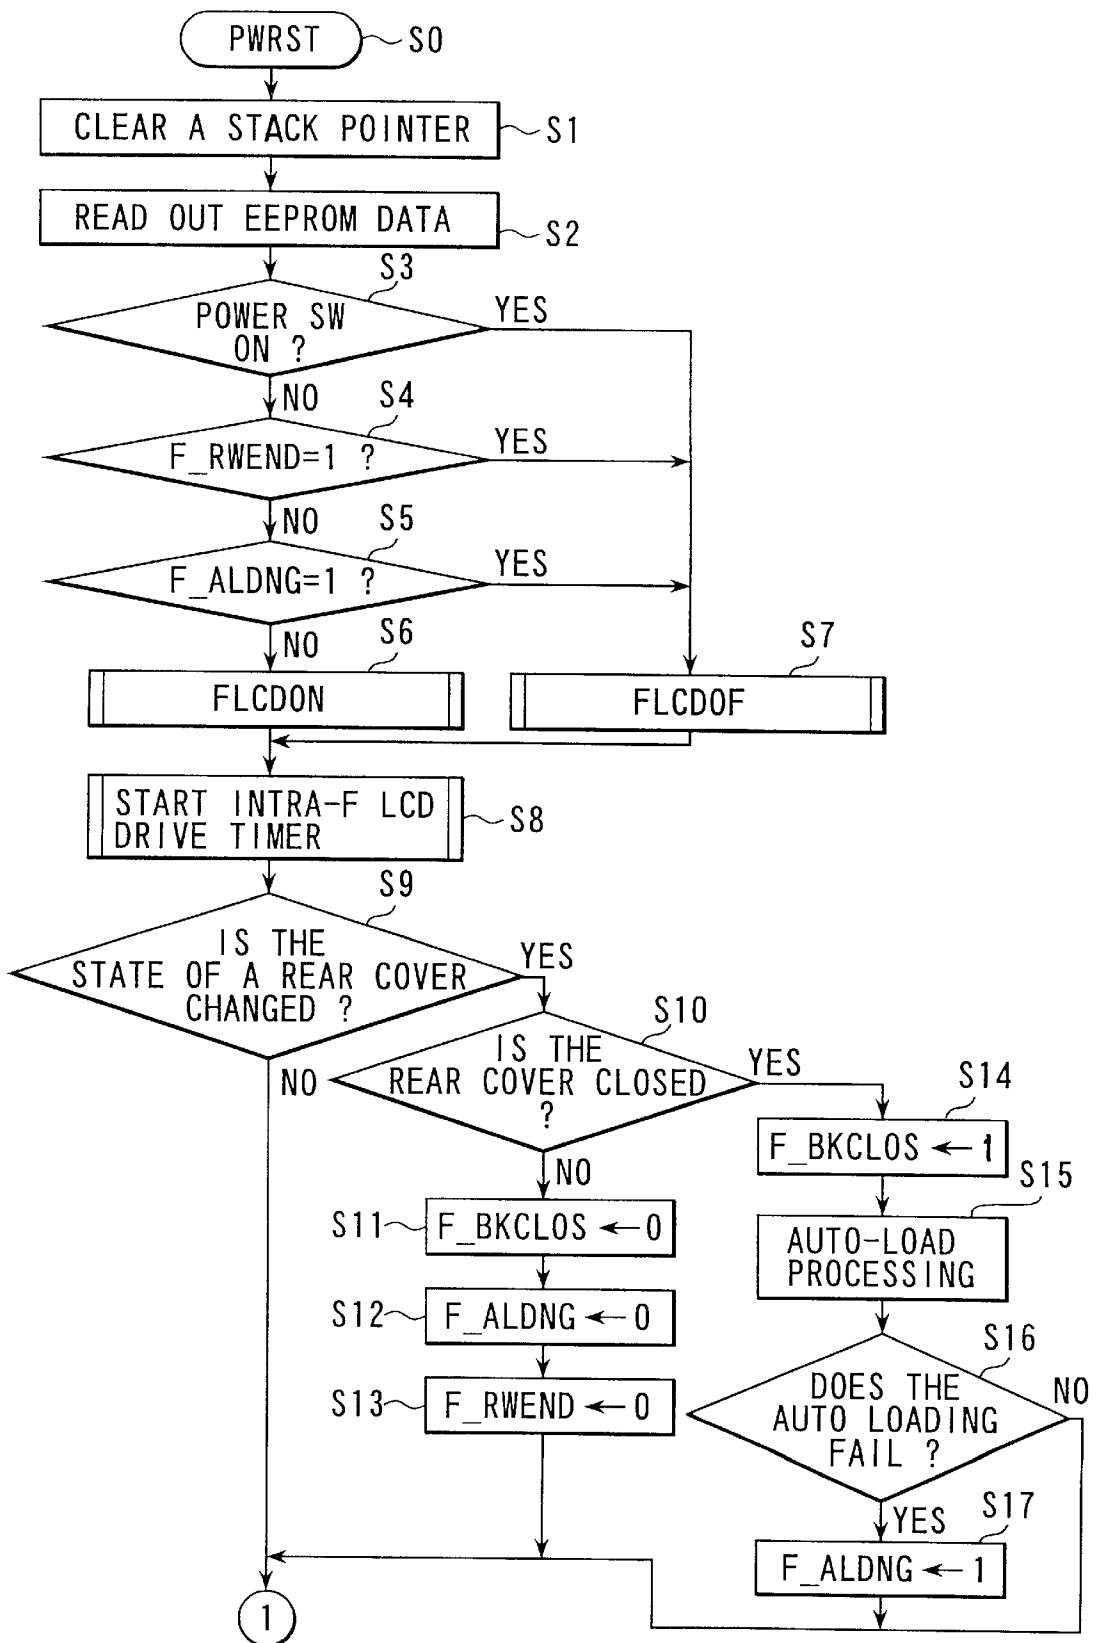 PWRST
S0
CLEAR A STACK POINTER
S1
READ OUT EEPROM DATA
S2
S3
POWER SW
ON ?
YES
NO
S4
F_RWEND=1 ?
YES
NO
S5
F_ALDNG=1 ?
YES
NO
S6
FLCDON
S7
FLCDOF
START INTRA-F LCD
DRIVE TIMER
S8
S9
IS THE
STATE OF A REAR COVER
CHANGED ?
YES
NO
S10
IS THE
REAR COVER CLOSED
?
YES
NO
S14
F_BKCLOS ← 1
S11
F_BKCLOS ← 0
S15
AUTO-LOAD
PROCESSING
S12
F_ALDNG ← 0
S13
F_RWEND ← 0
S16
DOES THE
AUTO LOADING
FAIL ?
NO
YES
S17
F_ALDNG ← 1
1